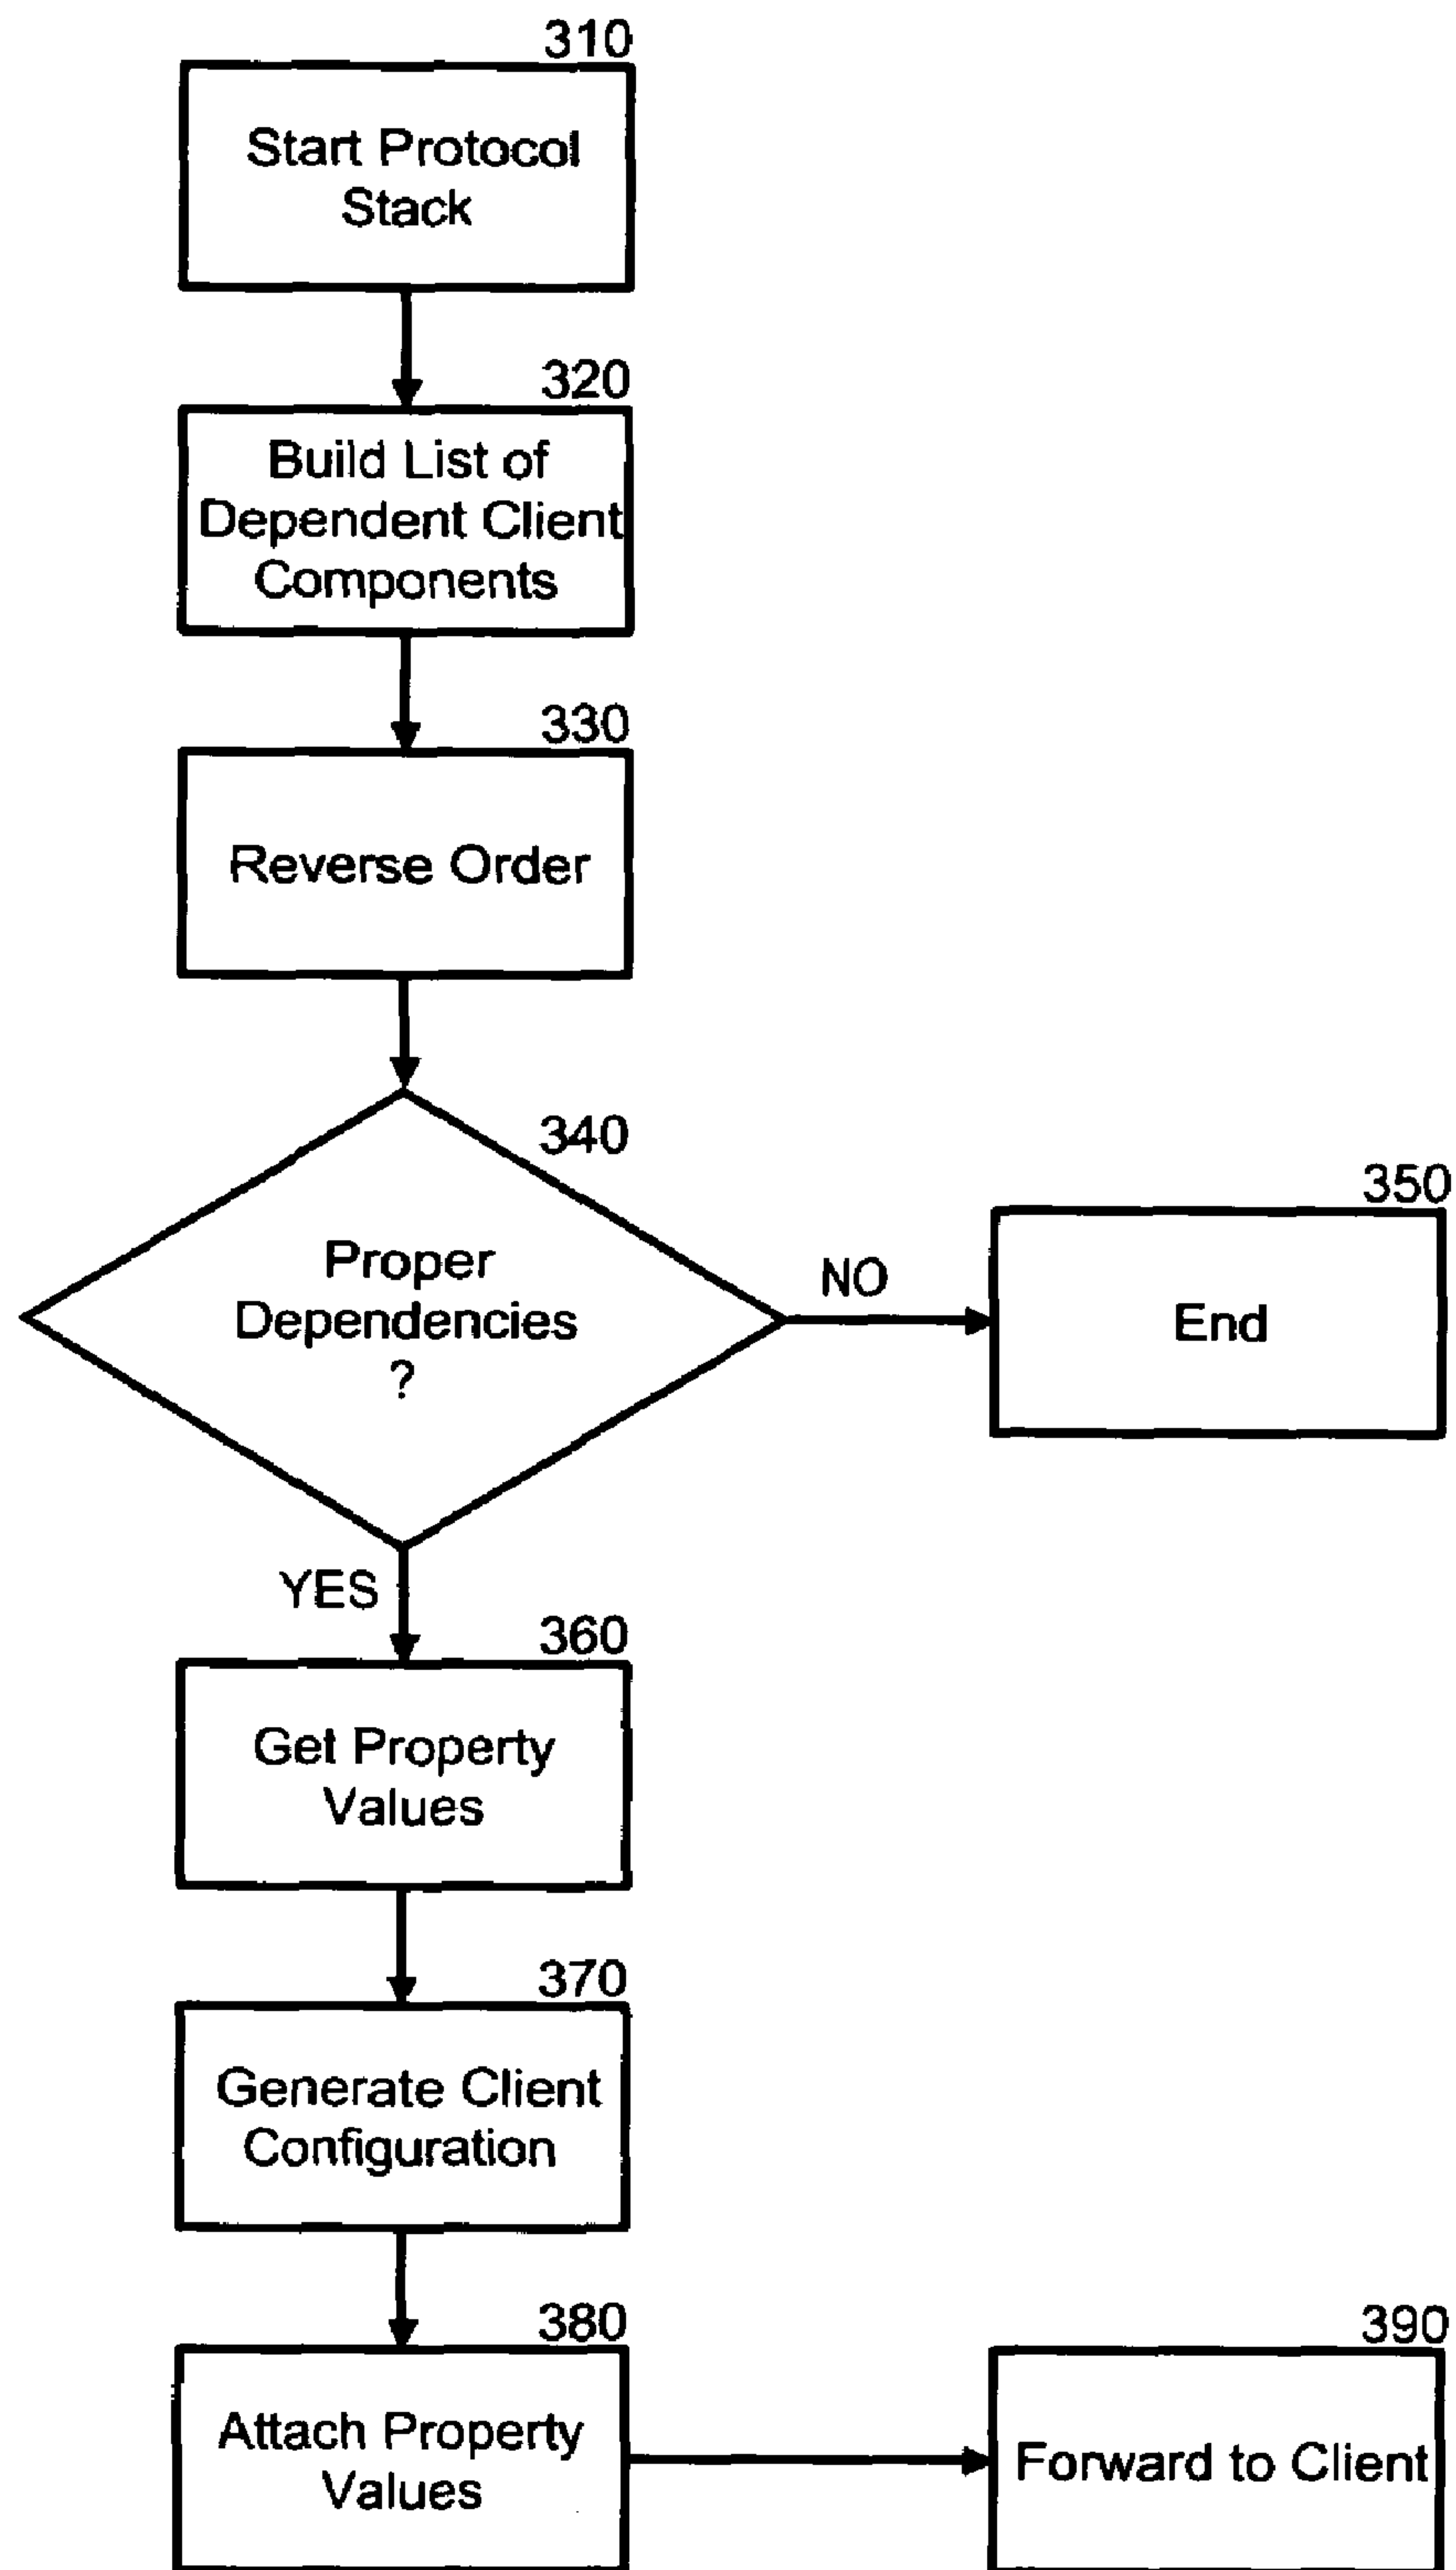 310
Start Protocol
Stack
320
Build List of
Dependent Client
Components
330
Reverse Order
340
Proper
Dependencies
?
NO
350
End
YES
360
Get Property
Values
370
Generate Client
Configuration
380
Attach Property
Values
390
Forward to Client